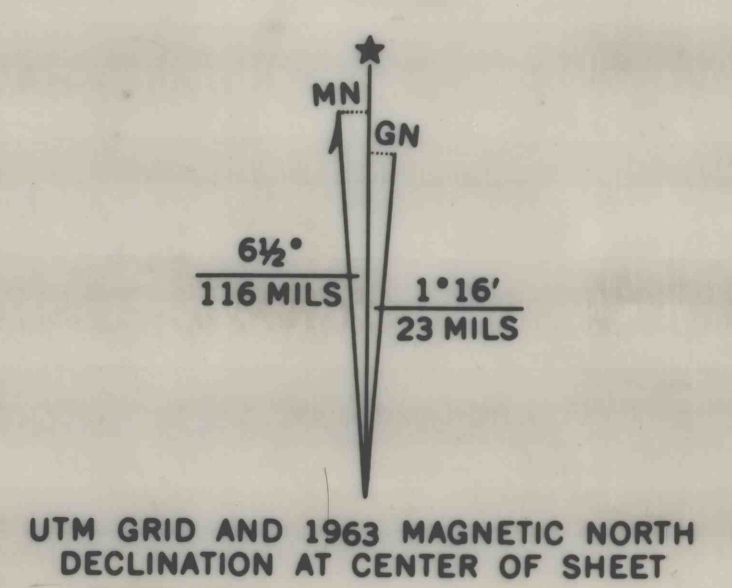 MN
GN
6½°
116 MILS
1°16′
23 MILS
UTM GRID AND 1963 MAGNETIC NORTH
DECLINATION AT CENTER OF SHEET